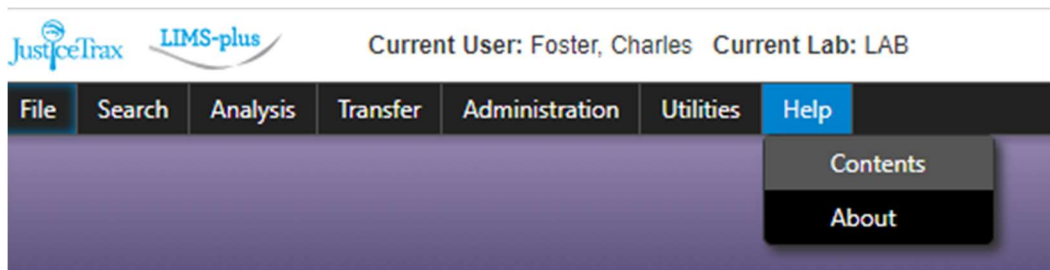 JusticeTrax LIMS-plus Current User: Foster, Charles Current Lab: LAB
File Search Analysis Transfer Administration Utilities Help
Contents
About